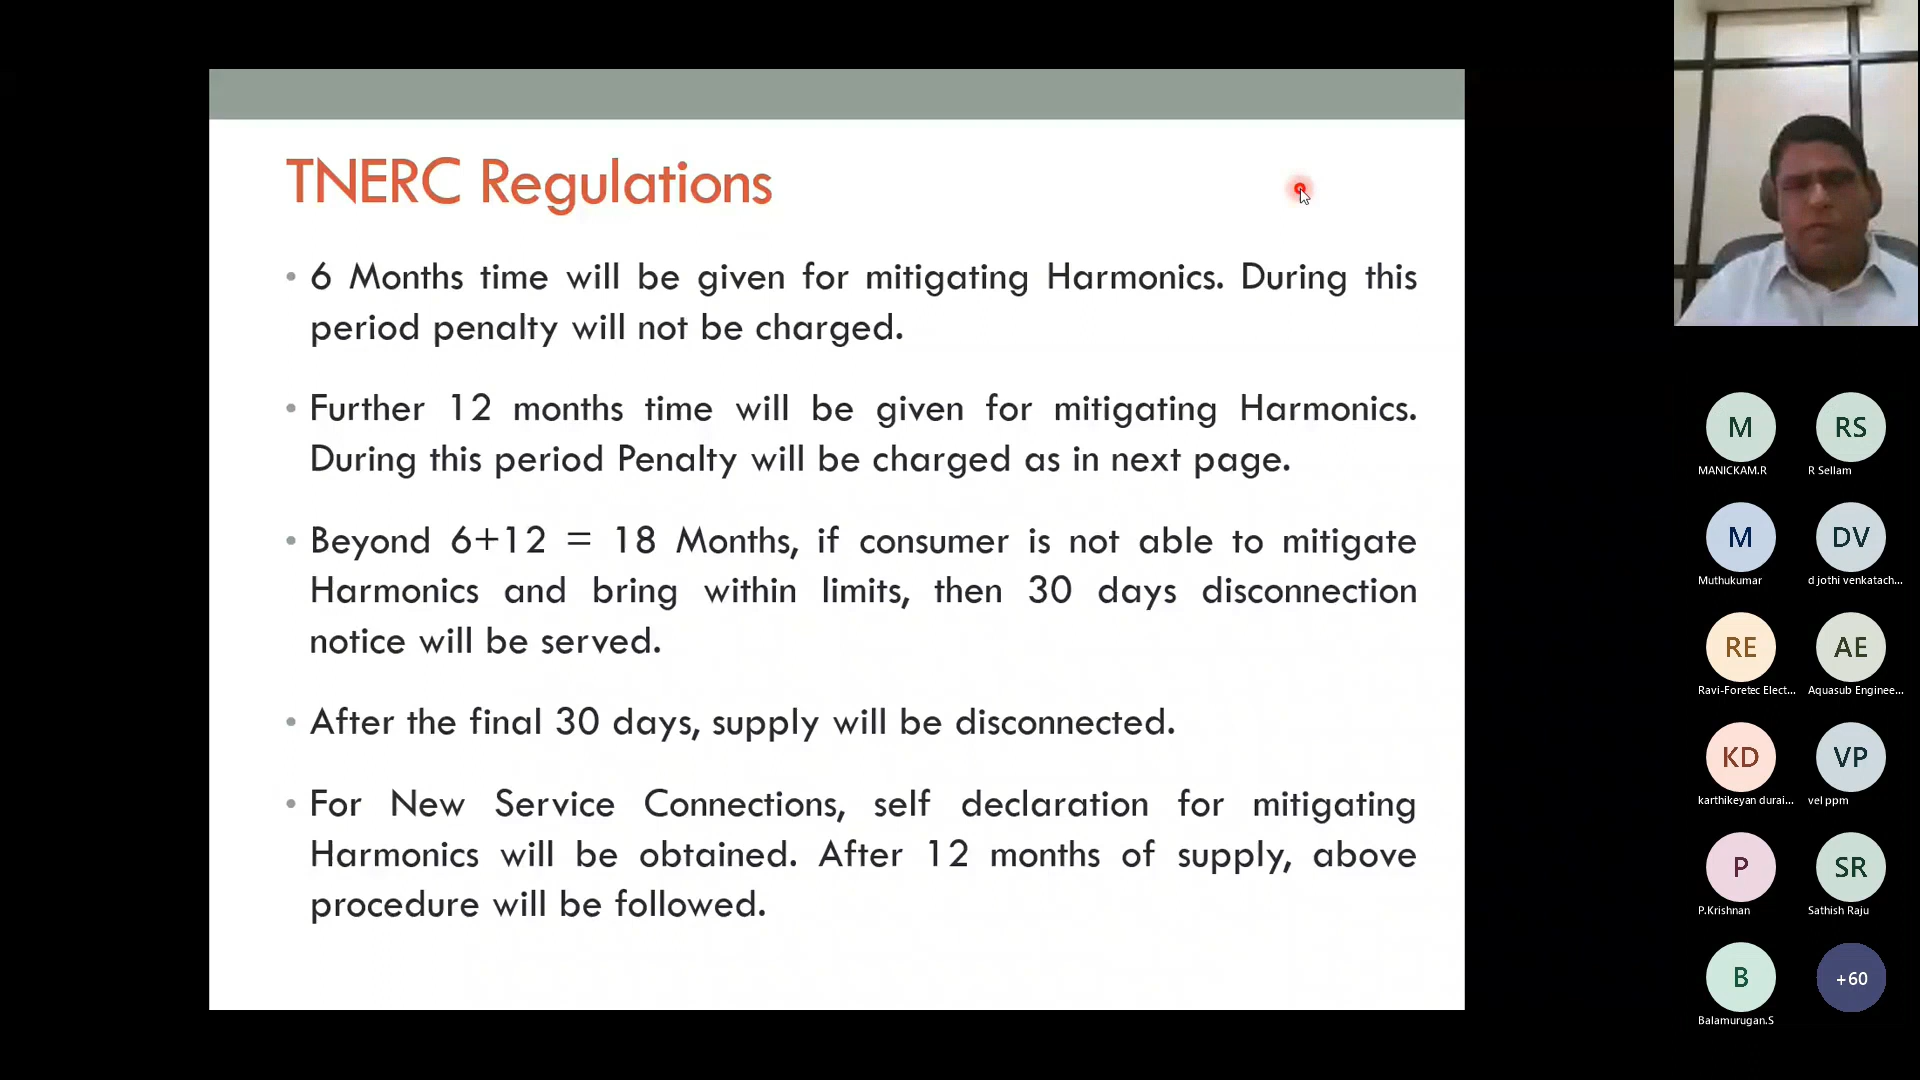 TNERC Regulations
• 6 Months time will be given for mitigating Harmonics. During this
period penalty will not be charged.
• Further 12 months time will be given for mitigating Harmonics.
During this period Penalty will be charged as in next page.
• Beyond 6+12 = 18 Months, if consumer is not able to mitigate
Harmonics and bring within limits, then 30 days disconnection
notice will be served.
• After the final 30 days, supply will be disconnected.
• For New Service Connections, self declaration for mitigating
Harmonics will be obtained. After 12 months of supply, above
procedure will be followed.
M RS
MANICKAM.R R Sellam
M DV
Muthukumar d jothi venkatach...
RE AE
Ravi-Foretec Elect... Aquasub Enginee...
KD VP
karthikeyan durai... vel ppm
P SR
P.Krishnan Sathish Raju
B +60
Balamurugan.S